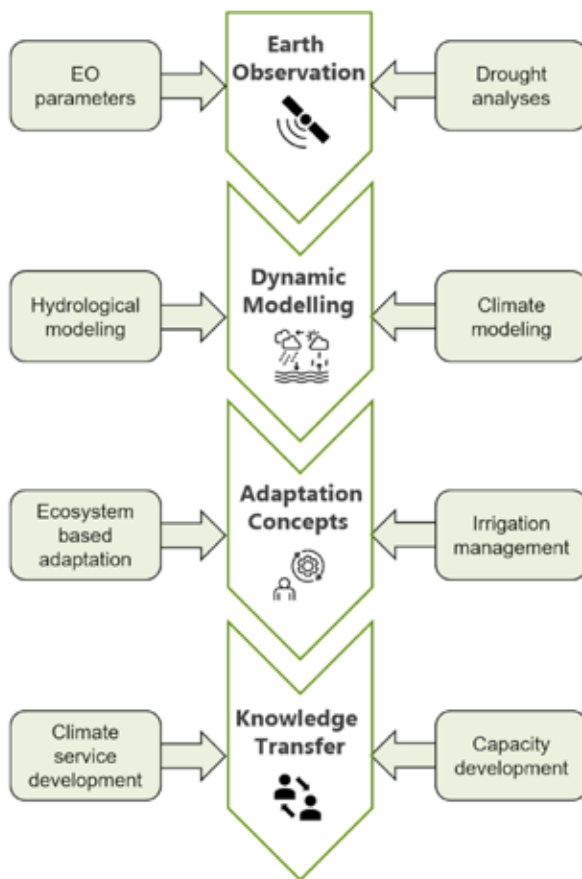 Earth
Observation
EO
parameters
Drought
analyses
Dynamic
Modelling
Hydrological
modeling
Climate
modeling
Adaptation
Concepts
Ecosystem
based
adaptation
Irrigation
management
Knowledge
Transfer
Climate
service
development
Capacity
development